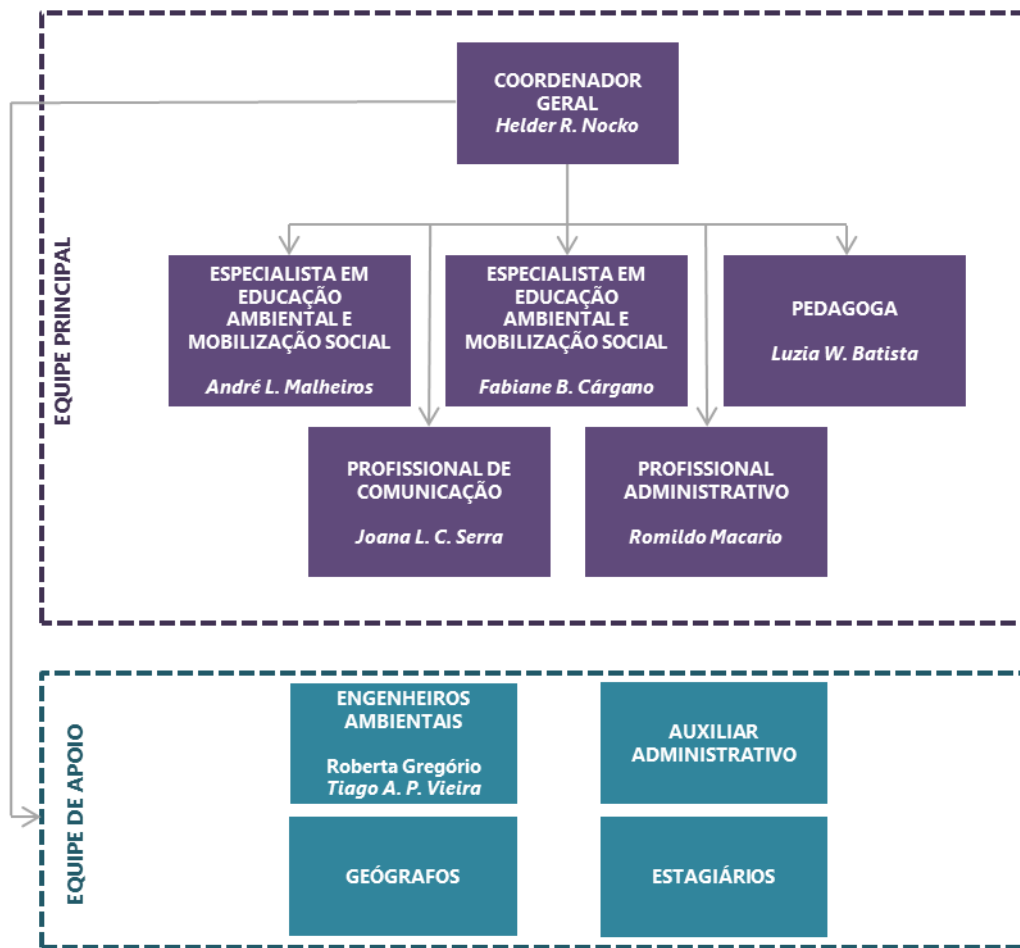 EQUIPE PRINCIPAL
COORDENADOR
GERAL
Helder R. Nocko
ESPECIALISTA EM
EDUCAÇÃO
AMBIENTAL E
MOBILIZAÇÃO SOCIAL
André L. Malheiros
ESPECIALISTA EM
EDUCAÇÃO
AMBIENTAL E
MOBILIZAÇÃO SOCIAL
Fabiane B. Cárgano
PEDAGOGA
Luzia W. Batista
PROFISSIONAL DE
COMUNICAÇÃO
Joana L. C. Serra
PROFISSIONAL
ADMINISTRATIVO
Romildo Macario
EQUIPE DE APOIO
ENGENHEIROS
AMBIENTAIS
Roberta Gregório
Tiago A. P. Vieira
AUXILIAR
ADMINISTRATIVO
GEÓGRAFOS
ESTAGIÁRIOS